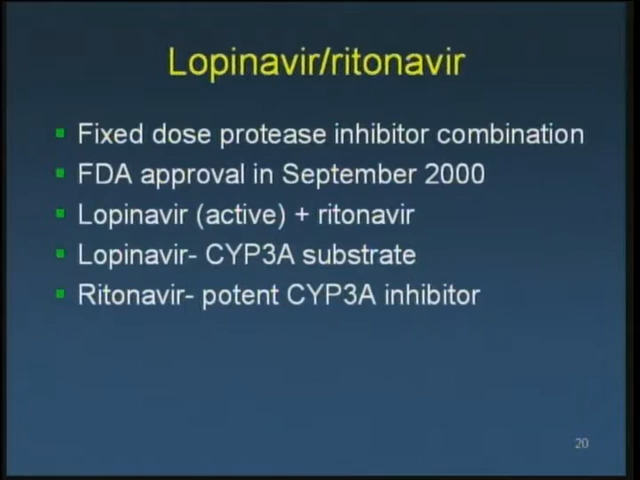 Lopinavir/ritonavir
Fixed dose protease inhibitor combination
FDA approval in September 2000
Lopinavir (active) + ritonavir
Lopinavir- CYP3A substrate
Ritonavir- potent CYP3A inhibitor
20